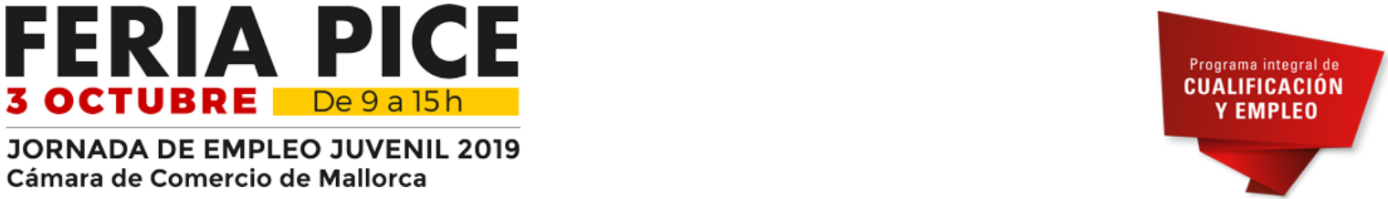 FERIA PICE
3 OCTUBRE De 9 a 15h
JORNADA DE EMPLEO JUVENIL 2019
Cámara de Comercio de Mallorca
Programa integral de
CUALIFICACIÓN
Y EMPLEO